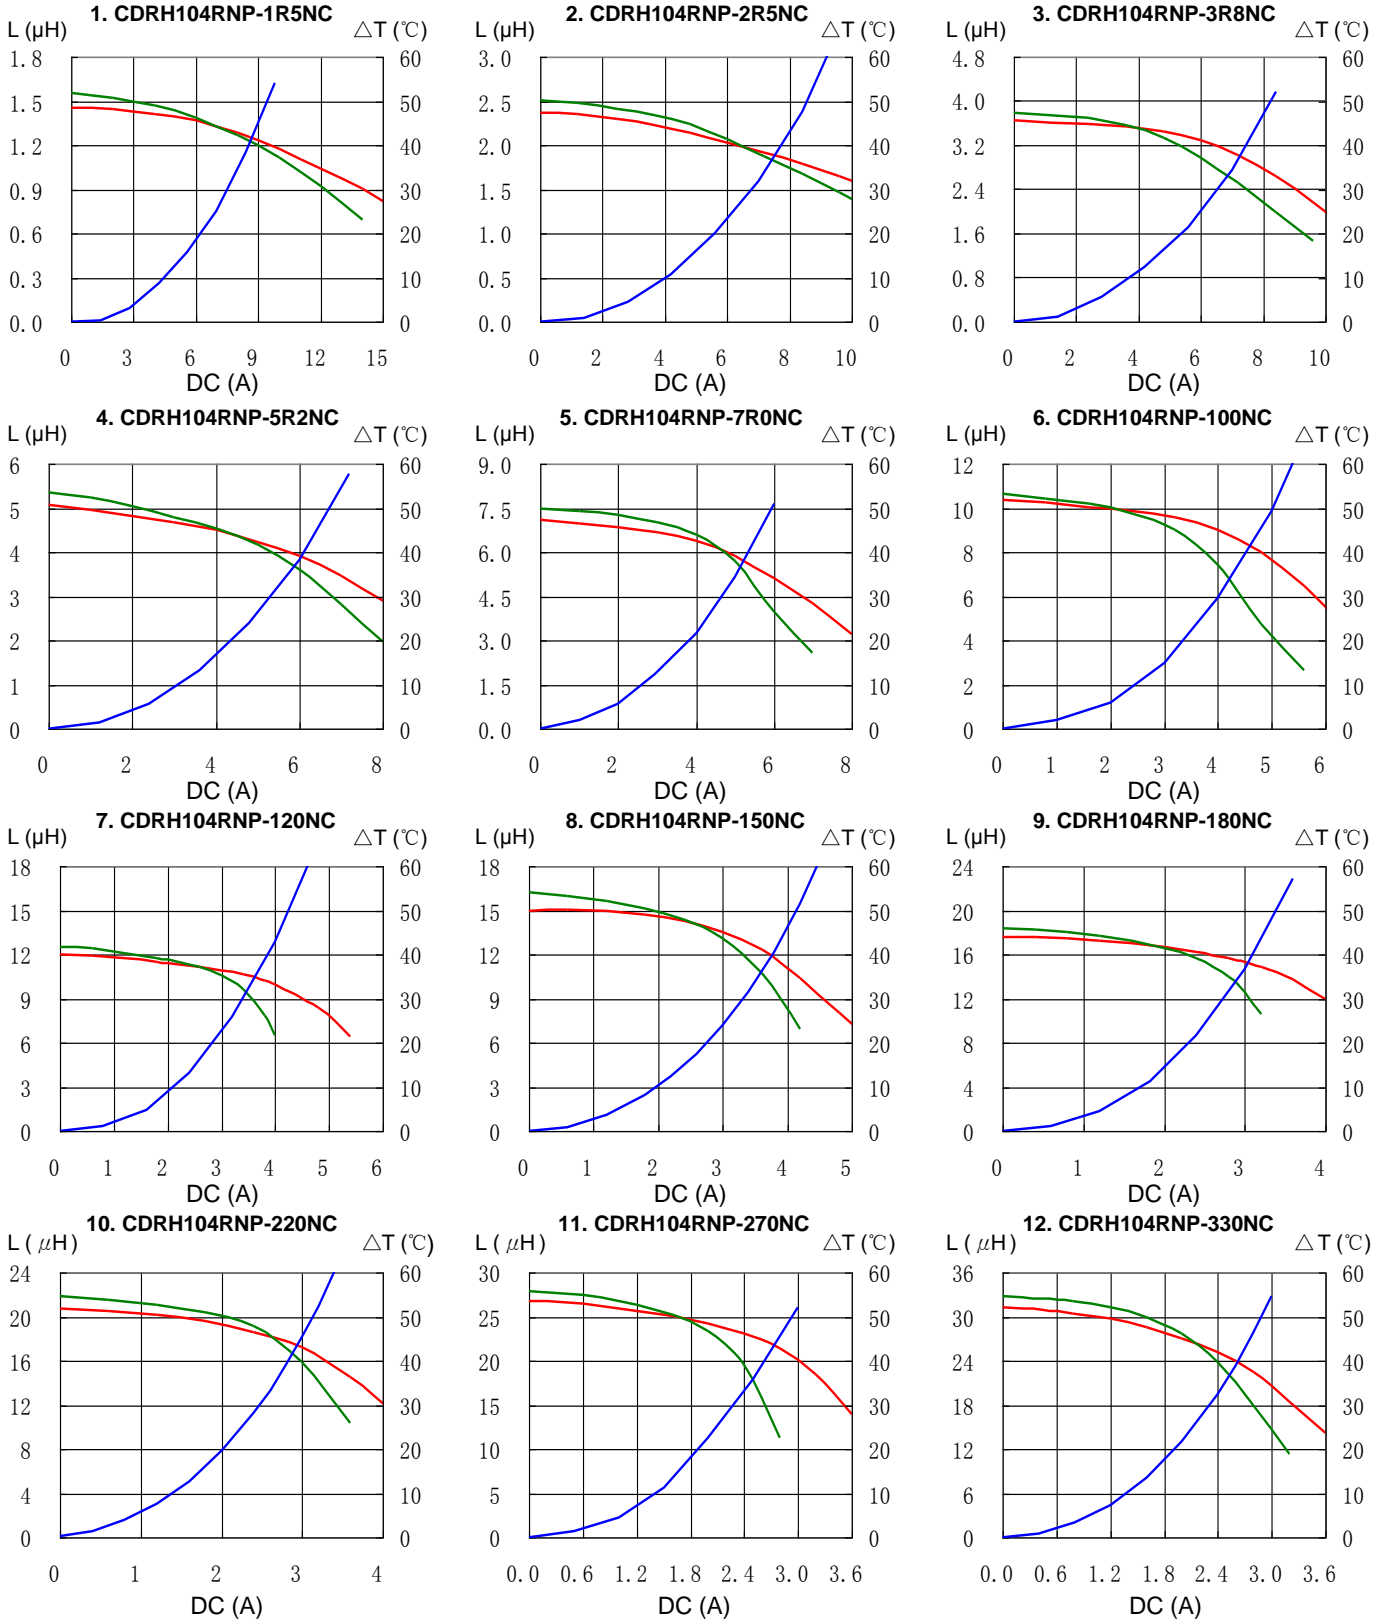 1. CDRH104RNP-1R5NC
L (µH) △T (℃)
1.8 60
1.5 50
1.2 40
0.9 30
0.6 20
0.3 10
0.0 0
0 3 6 9 12 15
DC (A)
2. CDRH104RNP-2R5NC
L (µH) △T (℃)
3.0 60
2.5 50
2.0 40
1.5 30
1.0 20
0.5 10
0.0 0
0 2 4 6 8 10
DC (A)
3. CDRH104RNP-3R8NC
L (µH) △T (℃)
4.8 60
4.0 50
3.2 40
2.4 30
1.6 20
0.8 10
0.0 0
0 2 4 6 8 10
DC (A)
4. CDRH104RNP-5R2NC
L (µH) △T (℃)
6 60
5 50
4 40
3 30
2 20
1 10
0 0
0 2 4 6 8
DC (A)
5. CDRH104RNP-7R0NC
L (µH) △T (℃)
9.0 60
7.5 50
6.0 40
4.5 30
3.0 20
1.5 10
0.0 0
0 2 4 6 8
DC (A)
6. CDRH104RNP-100NC
L (µH) △T (℃)
12 60
10 50
8 40
6 30
4 20
2 10
0 0
0 1 2 3 4 5 6
DC (A)
7. CDRH104RNP-120NC
L (µH) △T (℃)
18 60
15 50
12 40
9 30
6 20
3 10
0 0
0 1 2 3 4 5 6
DC (A)
8. CDRH104RNP-150NC
L (µH) △T (℃)
18 60
15 50
12 40
9 30
6 20
3 10
0 0
0 1 2 3 4 5
DC (A)
9. CDRH104RNP-180NC
L (µH) △T (℃)
24 60
20 50
16 40
12 30
8 20
4 10
0 0
0 1 2 3 4
DC (A)
10. CDRH104RNP-220NC
L ( µH) △T (℃)
24 60
20 50
16 40
12 30
8 20
4 10
0 0
0 1 2 3 4
DC (A)
11. CDRH104RNP-270NC
L ( µH) △T (℃)
30 60
25 50
20 40
15 30
10 20
5 10
0 0
0.0 0.6 1.2 1.8 2.4 3.0 3.6
DC (A)
12. CDRH104RNP-330NC
L ( µH) △T (℃)
36 60
30 50
24 40
18 30
12 20
6 10
0 0
0.0 0.6 1.2 1.8 2.4 3.0 3.6
DC (A)